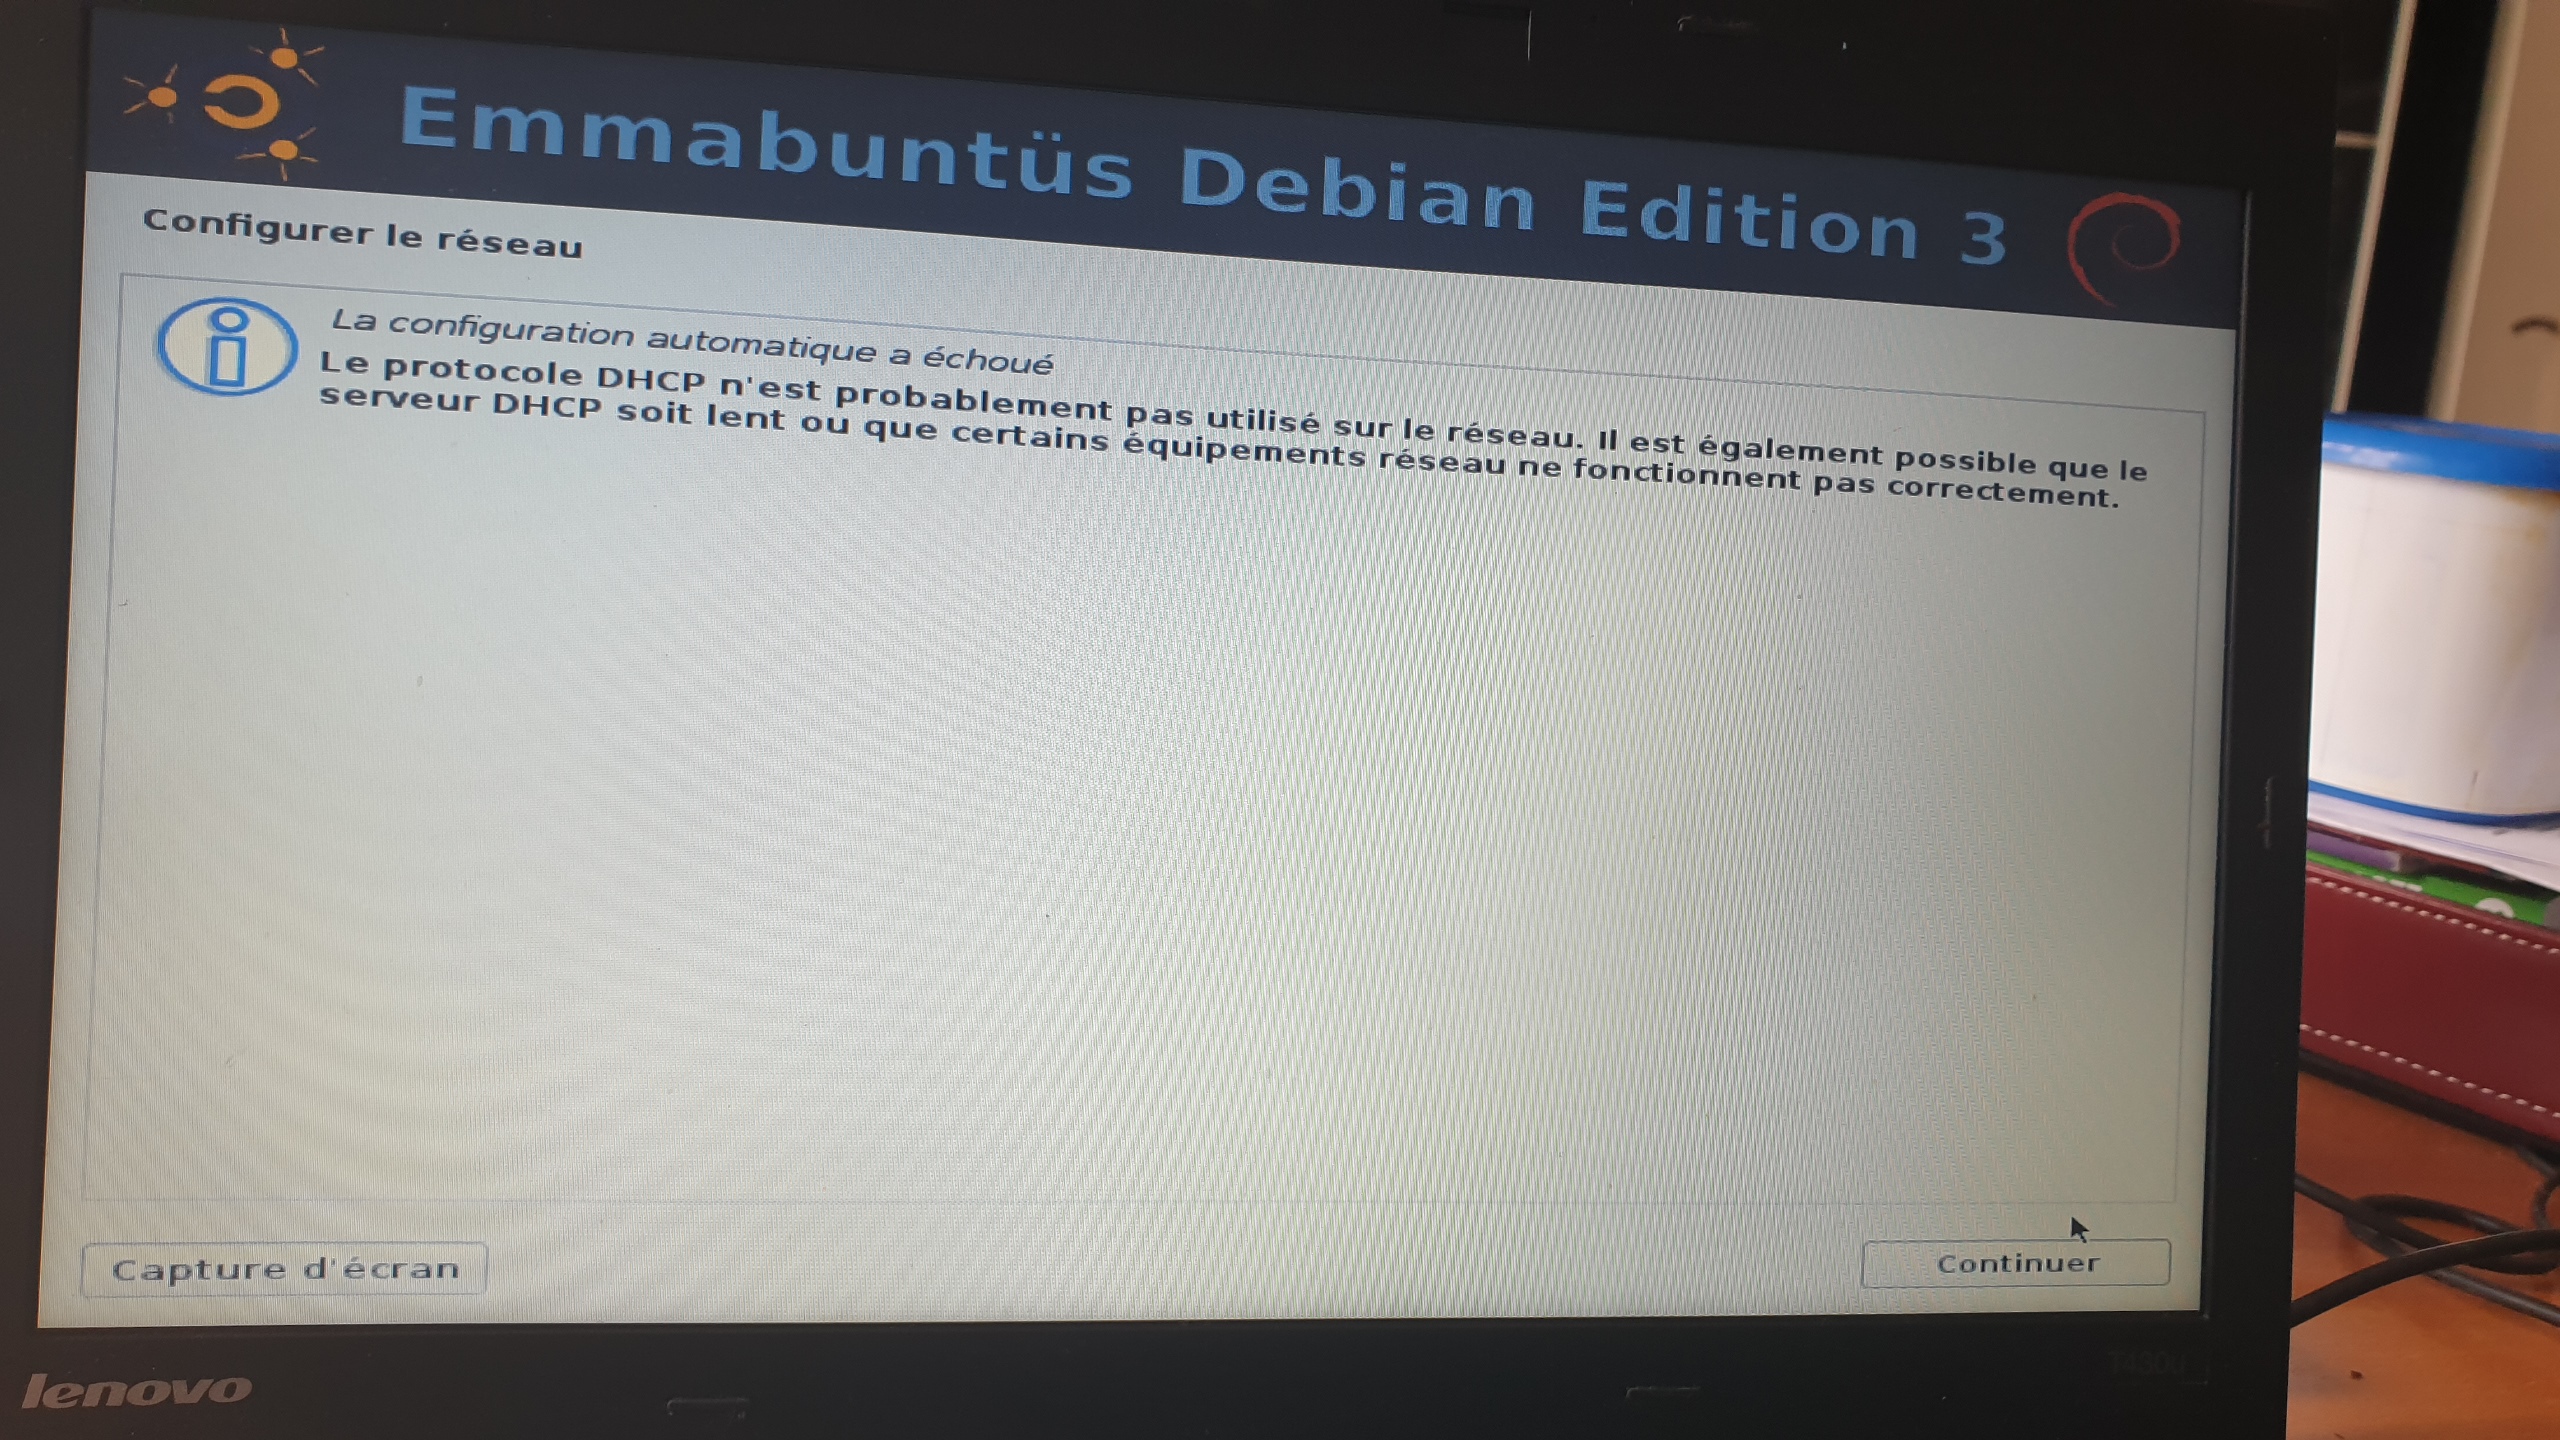 Emmabuntüs Debian Edition 3
Configurer le réseau
La configuration automatique a échoué
Le protocole DHCP n'est probablement pas utilisé sur le réseau. Il est également possible que le
serveur DHCP soit lent ou que certains équipements réseau ne fonctionnent pas correctement.
Capture d'écran
Continuer
lenovo